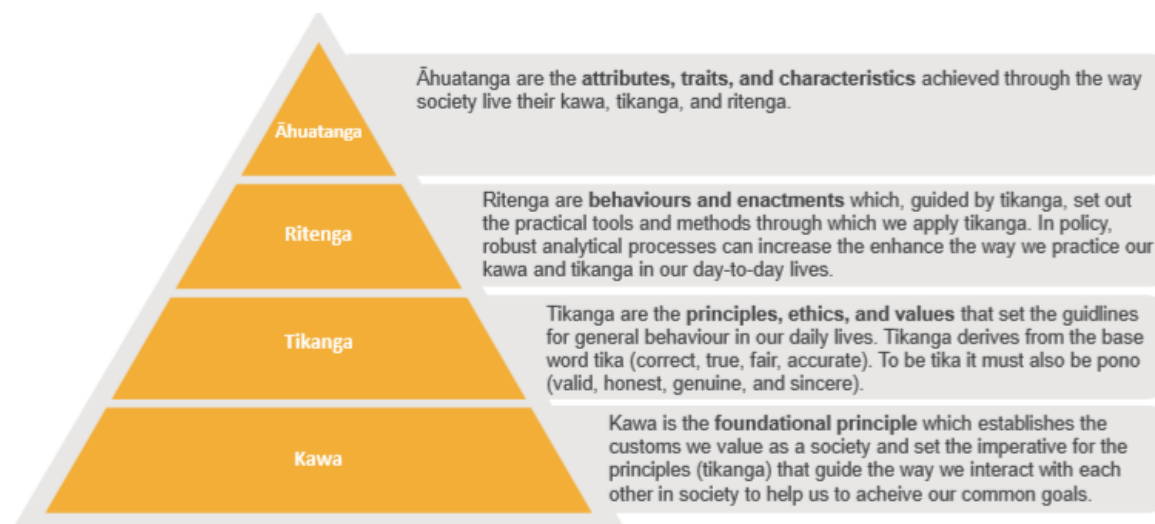 Āhuatanga
Āhuatanga are the attributes, traits, and characteristics achieved through the way
society live their kawa, tikanga, and ritenga.
Ritenga
Ritenga are behaviours and enactments which, guided by tikanga, set out
the practical tools and methods through which we apply tikanga. In policy,
robust analytical processes can increase the enhance the way we practice our
kawa and tikanga in our day-to-day lives.
Tikanga
Tikanga are the principles, ethics, and values that set the guidlines
for general behaviour in our daily lives. Tikanga derives from the base
word tika (correct, true, fair, accurate). To be tika it must also be pono
(valid, honest, genuine, and sincere).
Kawa
Kawa is the foundational principle which establishes the
customs we value as a society and set the imperative for the
principles (tikanga) that guide the way we interact with each
other in society to help us to acheive our common goals.